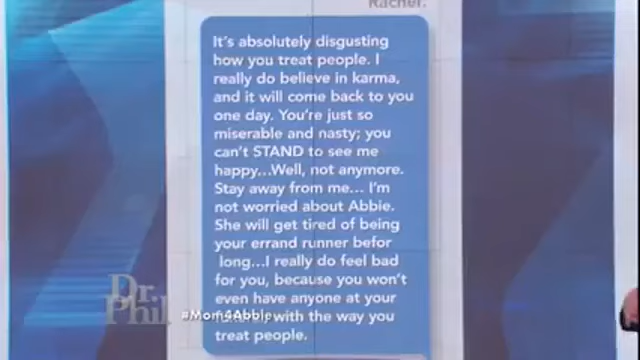 Rachel:
It's absolutely disgusting
how you treat people. I
really do believe in karma,
and it will come back to you
one day. You're just so
miserable and nasty; you
can't STAND to see me
happy...Well, not anymore.
Stay away from me... I'm
not worried about Abbie.
She will get tired of being
your errand runner befor
long...I really do feel bad
for you, because you won't
even have anyone at your
with the way you
treat people.
Dr.
Phil
#Mom4Abbie